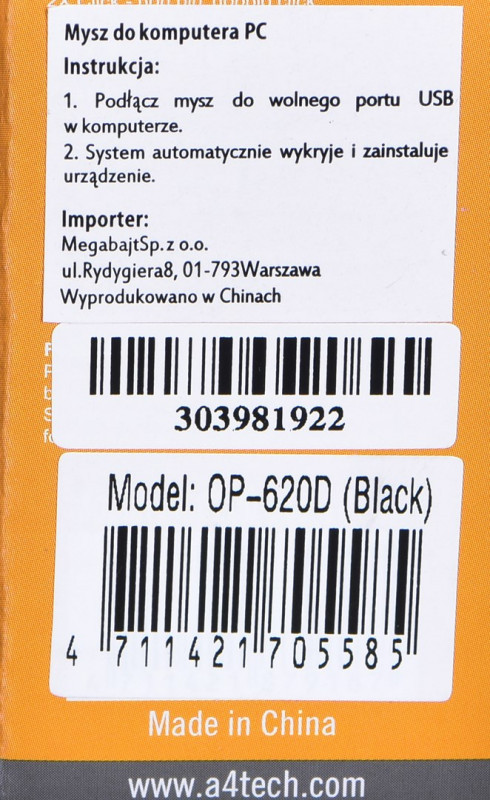 Mysz do komputera PC
Instrukcja:
1. Podłącz mysz do wolnego portu USB
w komputerze.
2. System automatycznie wykryje i zainstaluje
urządzenie.
Importer:
MegabajtSp.z o.o.
ul.Rydygiera8, 01-793Warszawa
Wyprodukowano w Chinach
303981922
Model: OP-620D (Black)
4 711421 705585
Made in China
www.a4tech.com